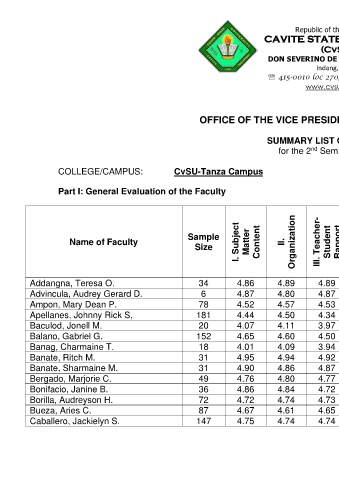 Republic of th
CAVITE STATE
(CvS
DON SEVERINO DE
Indang,
☏ 415-0010 loc 270,
www.cvs
OFFICE OF THE VICE PRESID
SUMMARY LIST O
for the 2nd Sem
COLLEGE/CAMPUS: CvSU-Tanza Campus
Part I: General Evaluation of the Faculty
Name of Faculty Sample Size I. Subject Matter Content II. Organization III. Teacher-Student Rapport
Addangna, Teresa O. 34 4.86 4.89 4.89
Advincula, Audrey Gerard D. 6 4.87 4.80 4.87
Ampon, Mary Dean P. 78 4.52 4.57 4.53
Apellanes, Johnny Rick S, 181 4.44 4.50 4.34
Baculod, Jonell M. 20 4.07 4.11 3.97
Balano, Gabriel G. 152 4.65 4.60 4.50
Banag, Charmaine T. 18 4.01 4.09 3.94
Banate, Ritch M. 31 4.95 4.94 4.92
Banate, Sharmaine M. 31 4.90 4.86 4.87
Bergado, Marjorie C. 49 4.76 4.80 4.77
Bonifacio, Janine B. 36 4.86 4.84 4.72
Borilla, Audreyson H. 72 4.72 4.74 4.73
Bueza, Aries C. 87 4.67 4.61 4.65
Caballero, Jackielyn S. 147 4.75 4.74 4.74